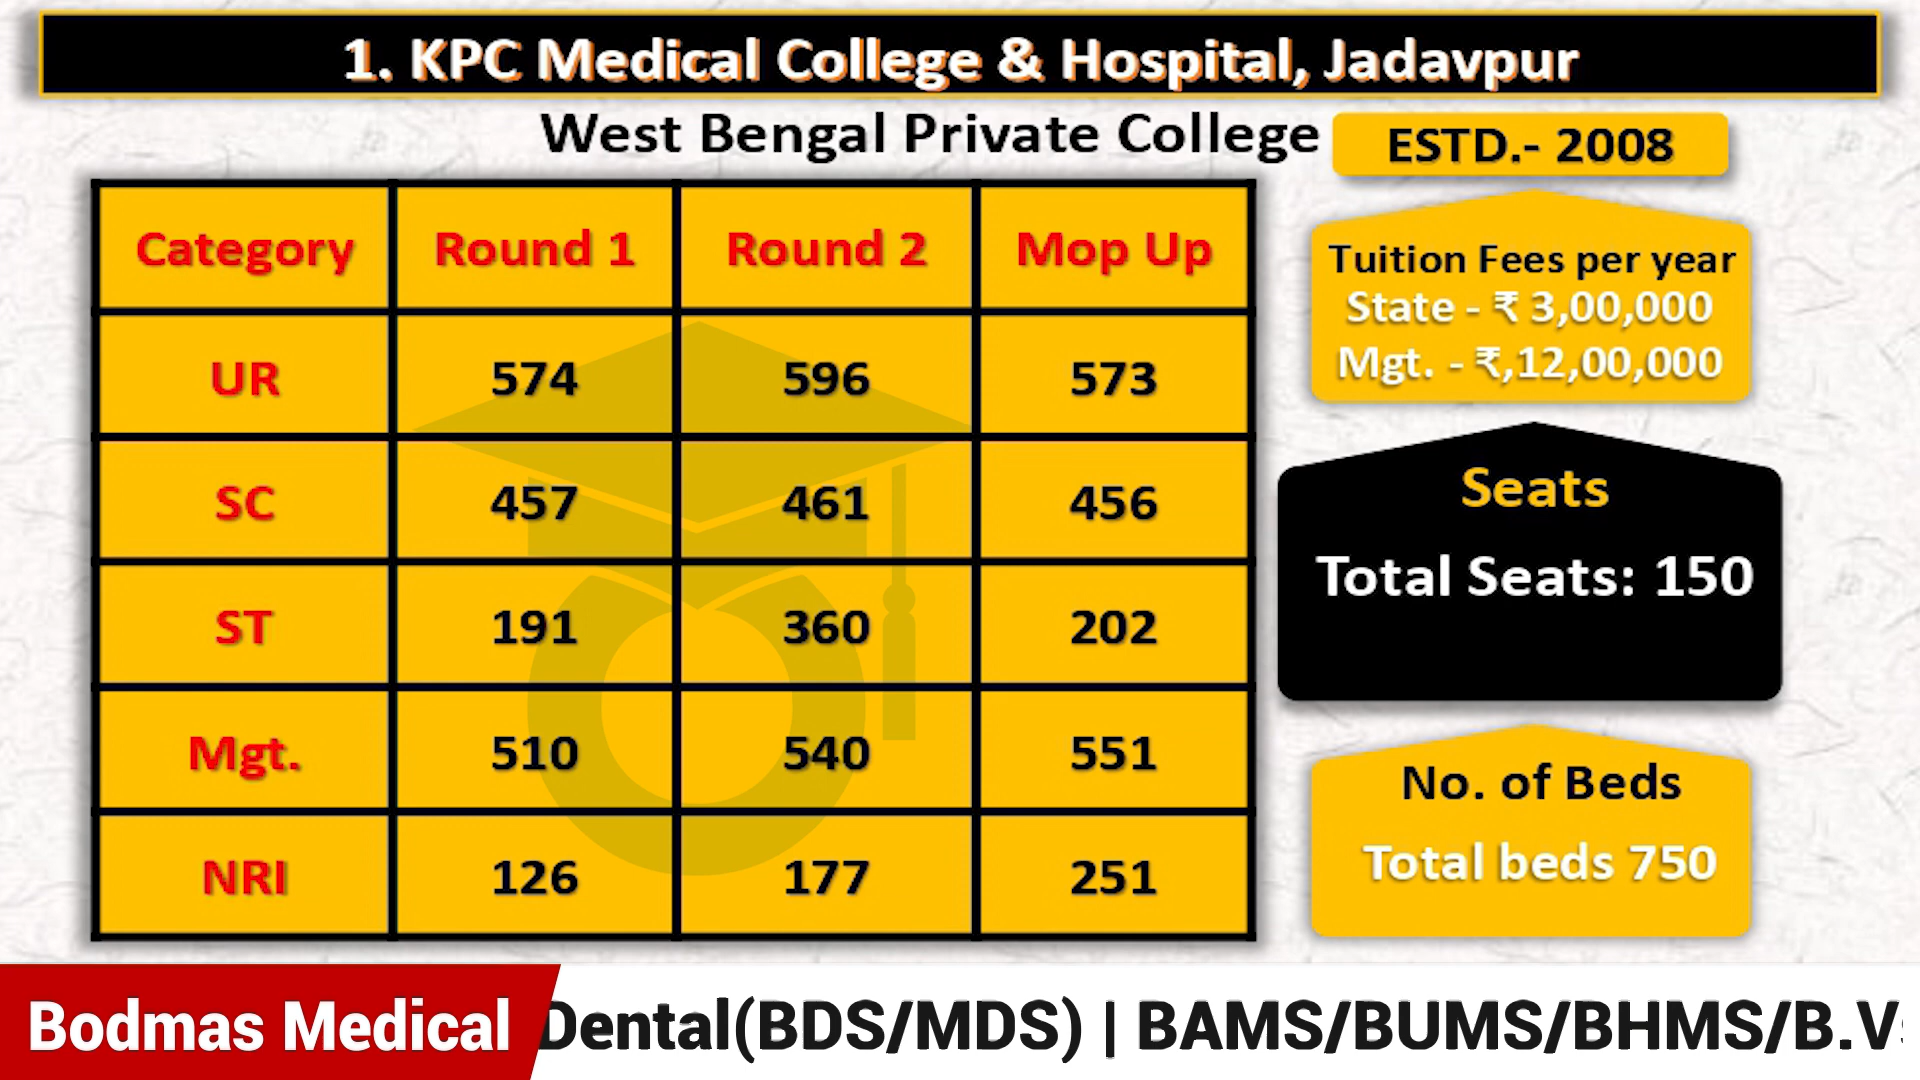 1. KPC Medical College & Hospital, Jadavpur
West Bengal Private College
ESTD.- 2008
Category Round 1 Round 2 Mop Up
UR 574 596 573
SC 457 461 456
ST 191 360 202
Mgt. 510 540 551
NRI 126 177 251
Tuition Fees per year
State - ₹ 3,00,000
Mgt. - ₹,12,00,000
Seats
Total Seats: 150
No. of Beds
Total beds 750
Bodmas Medical Dental(BDS/MDS) | BAMS/BUMS/BHMS/B.Vs